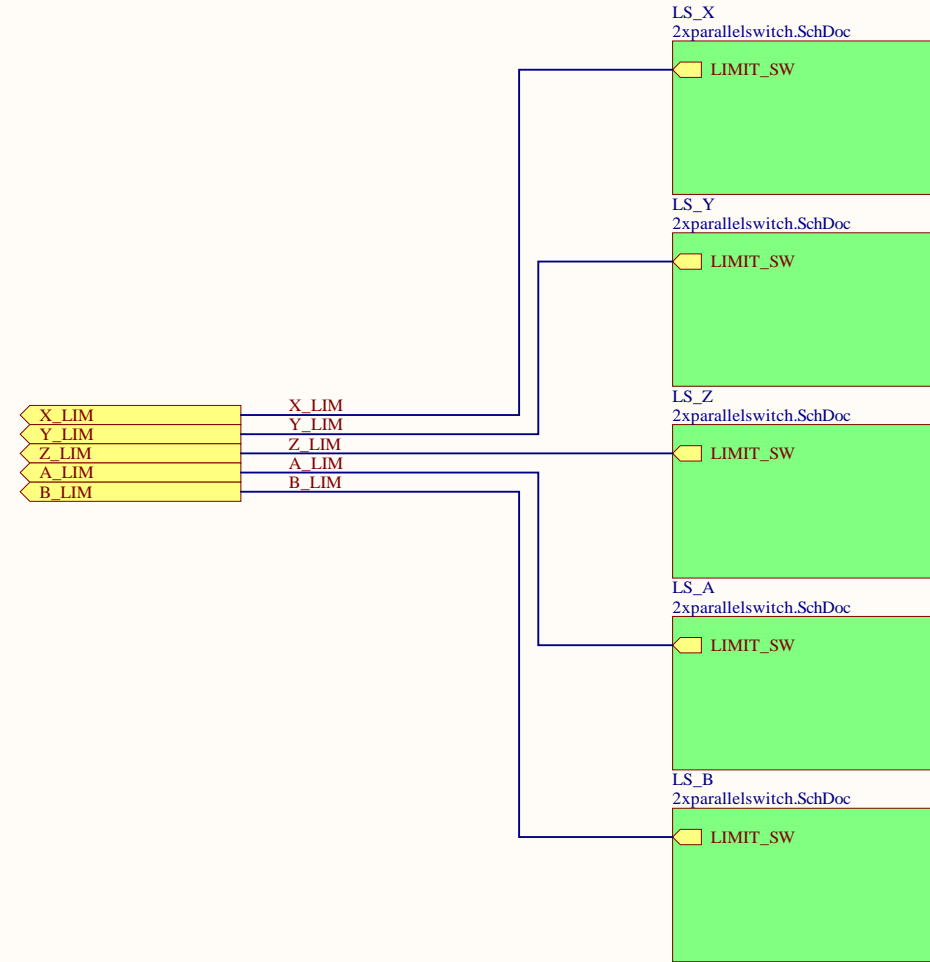 LS_X
2xparallelswitch.SchDoc
LIMIT_SW
LS_Y
2xparallelswitch.SchDoc
LIMIT_SW
LS_Z
2xparallelswitch.SchDoc
LIMIT_SW
X_LIM
Y_LIM
Z_LIM
A_LIM
B_LIM
X_LIM
Y_LIM
Z_LIM
A_LIM
B_LIM
LS_A
2xparallelswitch.SchDoc
LIMIT_SW
LS_B
2xparallelswitch.SchDoc
LIMIT_SW